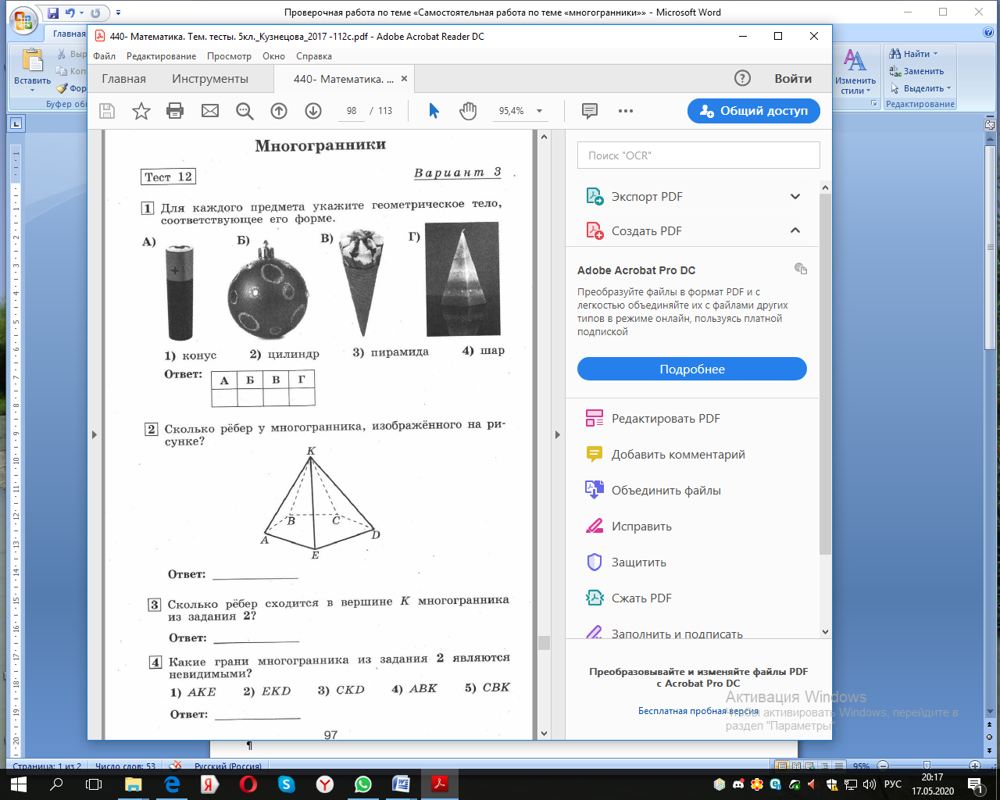 Проверочная работа по теме «Самостоятельная работа по теме «многогранники»» - Microsoft Word
Главная
Вставить
Выр
Коп
Фор
Буфер об
440- Математика. Тем. тесты. 5кл._Кузнецова_2017 -112с.pdf - Adobe Acrobat Reader DC
Файл Редактирование Просмотр Окно Справка
Главная Инструменты 440- Математика. ... ×
Войти
98 / 113 95,4% Общий доступ
Изменить стили
Найти
Заменить
Выделить
Редактирование
Многогранники
Тест 12 Вариант 3
1 Для каждого предмета укажите геометрическое тело,
соответствующее его форме.
А) Б) В) Г)
1) конус 2) цилиндр 3) пирамида 4) шар
Ответ: А Б В Г
2 Сколько рёбер у многогранника, изображённого на ри-
сунке?
K
B C
A D
E
Ответ:
3 Сколько рёбер сходится в вершине K многогранника
из задания 2?
Ответ:
4 Какие грани многогранника из задания 2 являются
невидимыми?
1) AKE 2) EKD 3) CKD 4) ABK 5) CBK
Ответ:
97
Поиск "OCR"
Экспорт PDF
Создать PDF
Adobe Acrobat Pro DC
Преобразуйте файлы в формат PDF и с
легкостью объединяйте их с файлами других
типов в режиме онлайн, пользуясь платной
подпиской
Подробнее
Редактировать PDF
Добавить комментарий
Объединить файлы
Исправить
Защитить
Сжать PDF
Заполнить и подписать
Преобразовывайте и изменяйте файлы PDF
с Acrobat Pro DC
Бесплатная пробная версия
Активация Windows
Чтобы активировать Windows, перейдите в
раздел "Параметры".
Страница: 1 из 2 Число слов: 53 Русский (Россия) 95%
РУС
20:17
17.05.2020